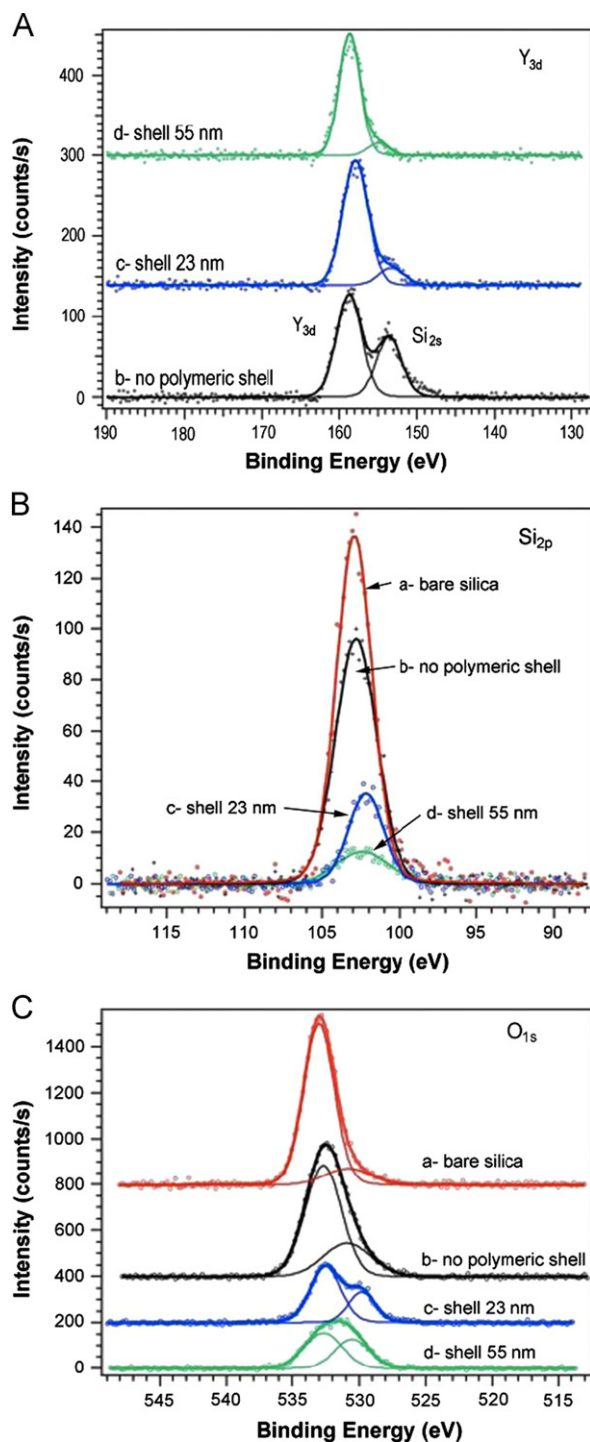 A
Y3d
Intensity (counts/s)
400
300
200
100
0
d- shell 55 nm
c- shell 23 nm
Y3d
Si2s
b- no polymeric shell
190 180 170 160 150 140 130
Binding Energy (eV)
B
Si2p
Intensity (counts/s)
140
120
100
80
60
40
20
0
a- bare silica
b- no polymeric shell
c- shell 23 nm
d- shell 55 nm
115 110 105 100 95 90
Binding Energy (eV)
C
O1s
Intensity (counts/s)
1400
1200
1000
800
600
400
200
0
a- bare silica
b- no polymeric shell
c- shell 23 nm
d- shell 55 nm
545 540 535 530 525 520 515
Binding Energy (eV)